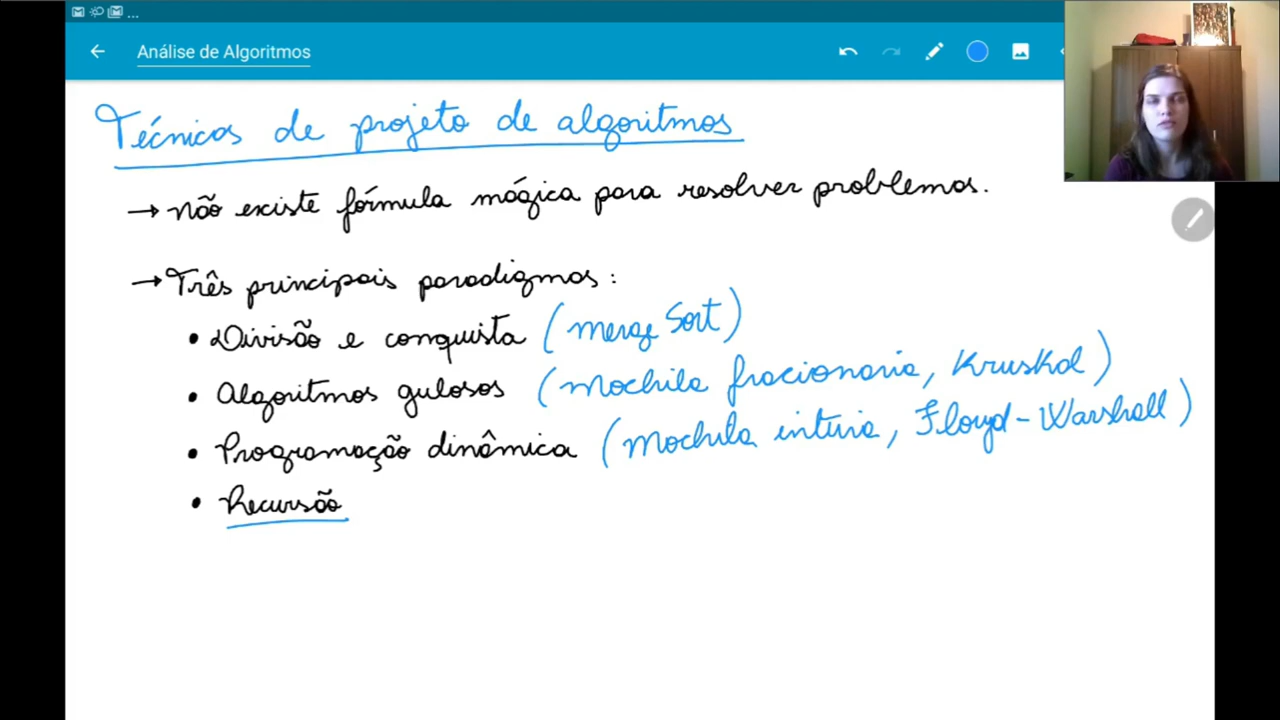 ...
Análise de Algoritmos
Técnicas de projeto de algoritmos
→ Não existe fórmula mágica para resolver problemas.
→ Três principais paradigmas:
• Divisão e conquista (Merge Sort)
• Algoritmos gulosos (Mochila fracionária, Kruskal)
• Programação dinâmica (Mochila inteira, Floyd-Warshall)
• Recursão